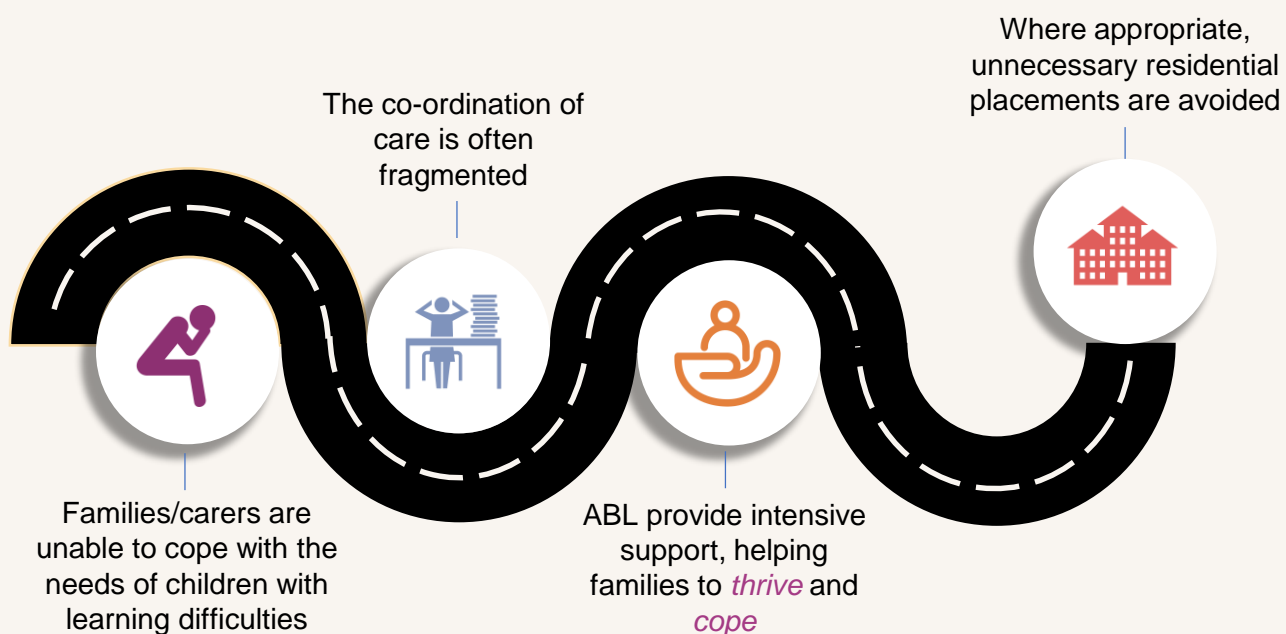 Families/carers are
unable to cope with the
needs of children with
learning difficulties
The co-ordination of
care is often
fragmented
ABL provide intensive
support, helping
families to thrive and
cope
Where appropriate,
unnecessary residential
placements are avoided